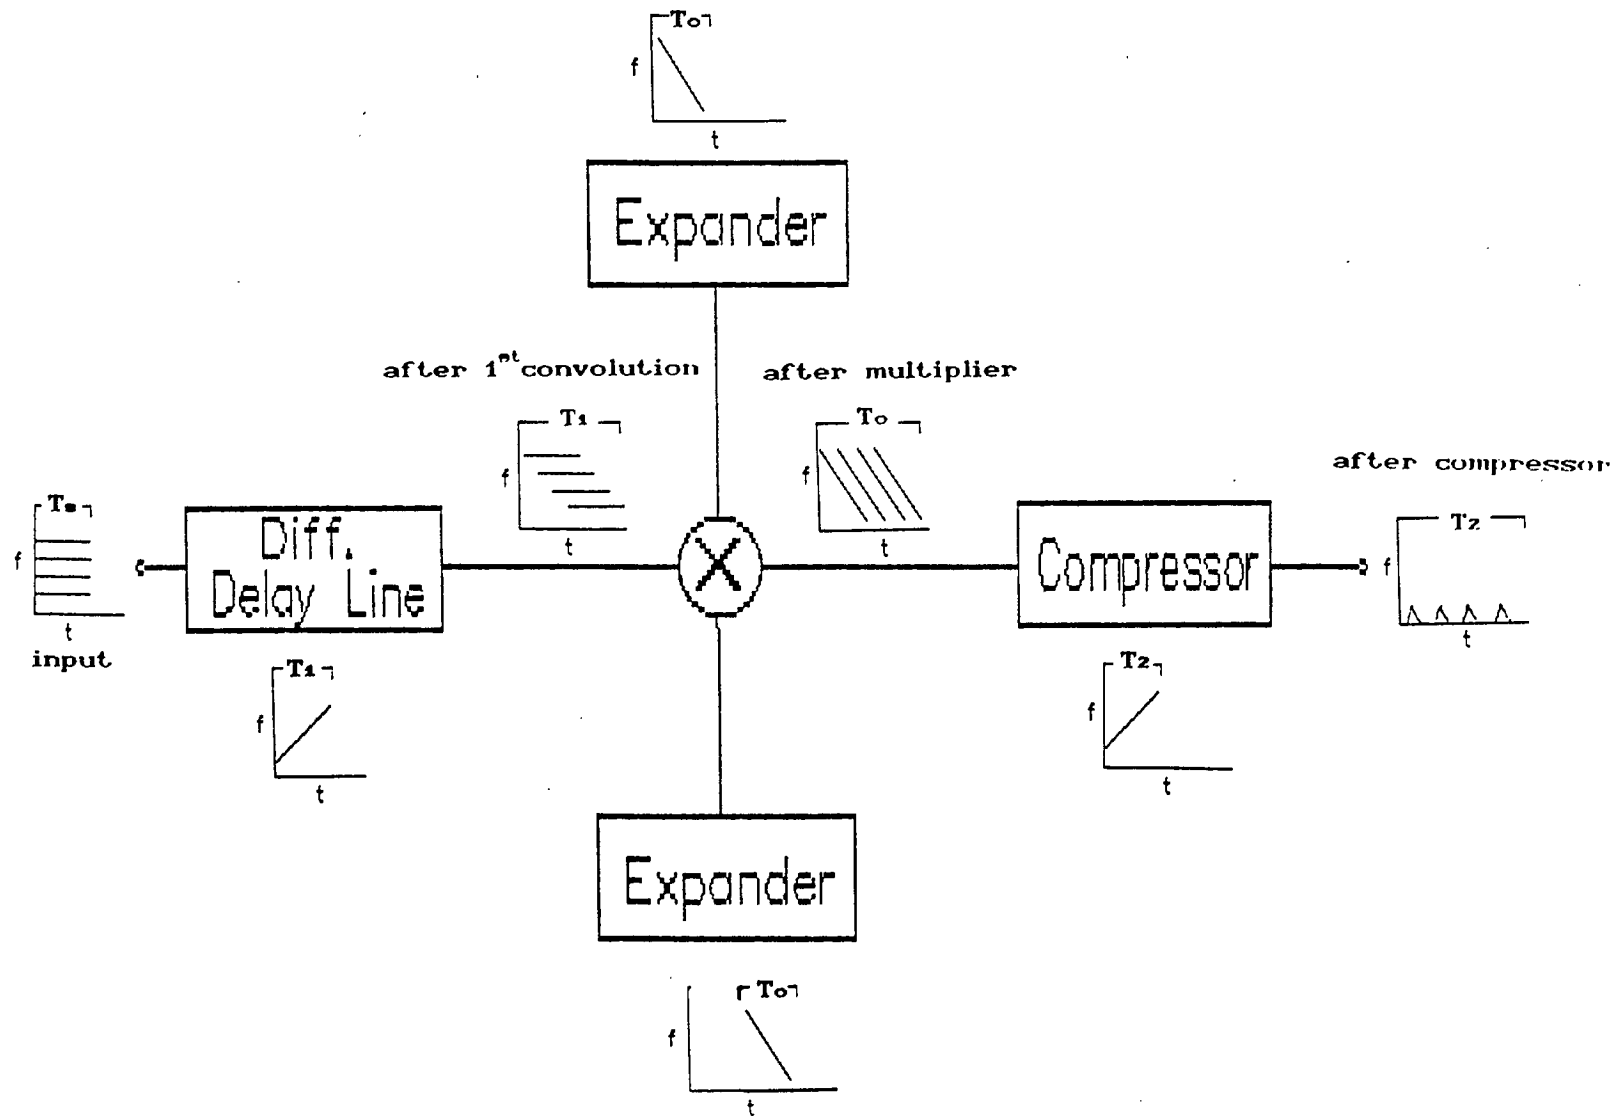 To
f
t
Expander
after 1st convolution
after multiplier
T1
f
t
To
f
t
after compressor
Ts
f
t
input
Diff.
Delay Line
X
Compressor
T2
f
t
T1
f
t
T2
f
t
Expander
To
f
t